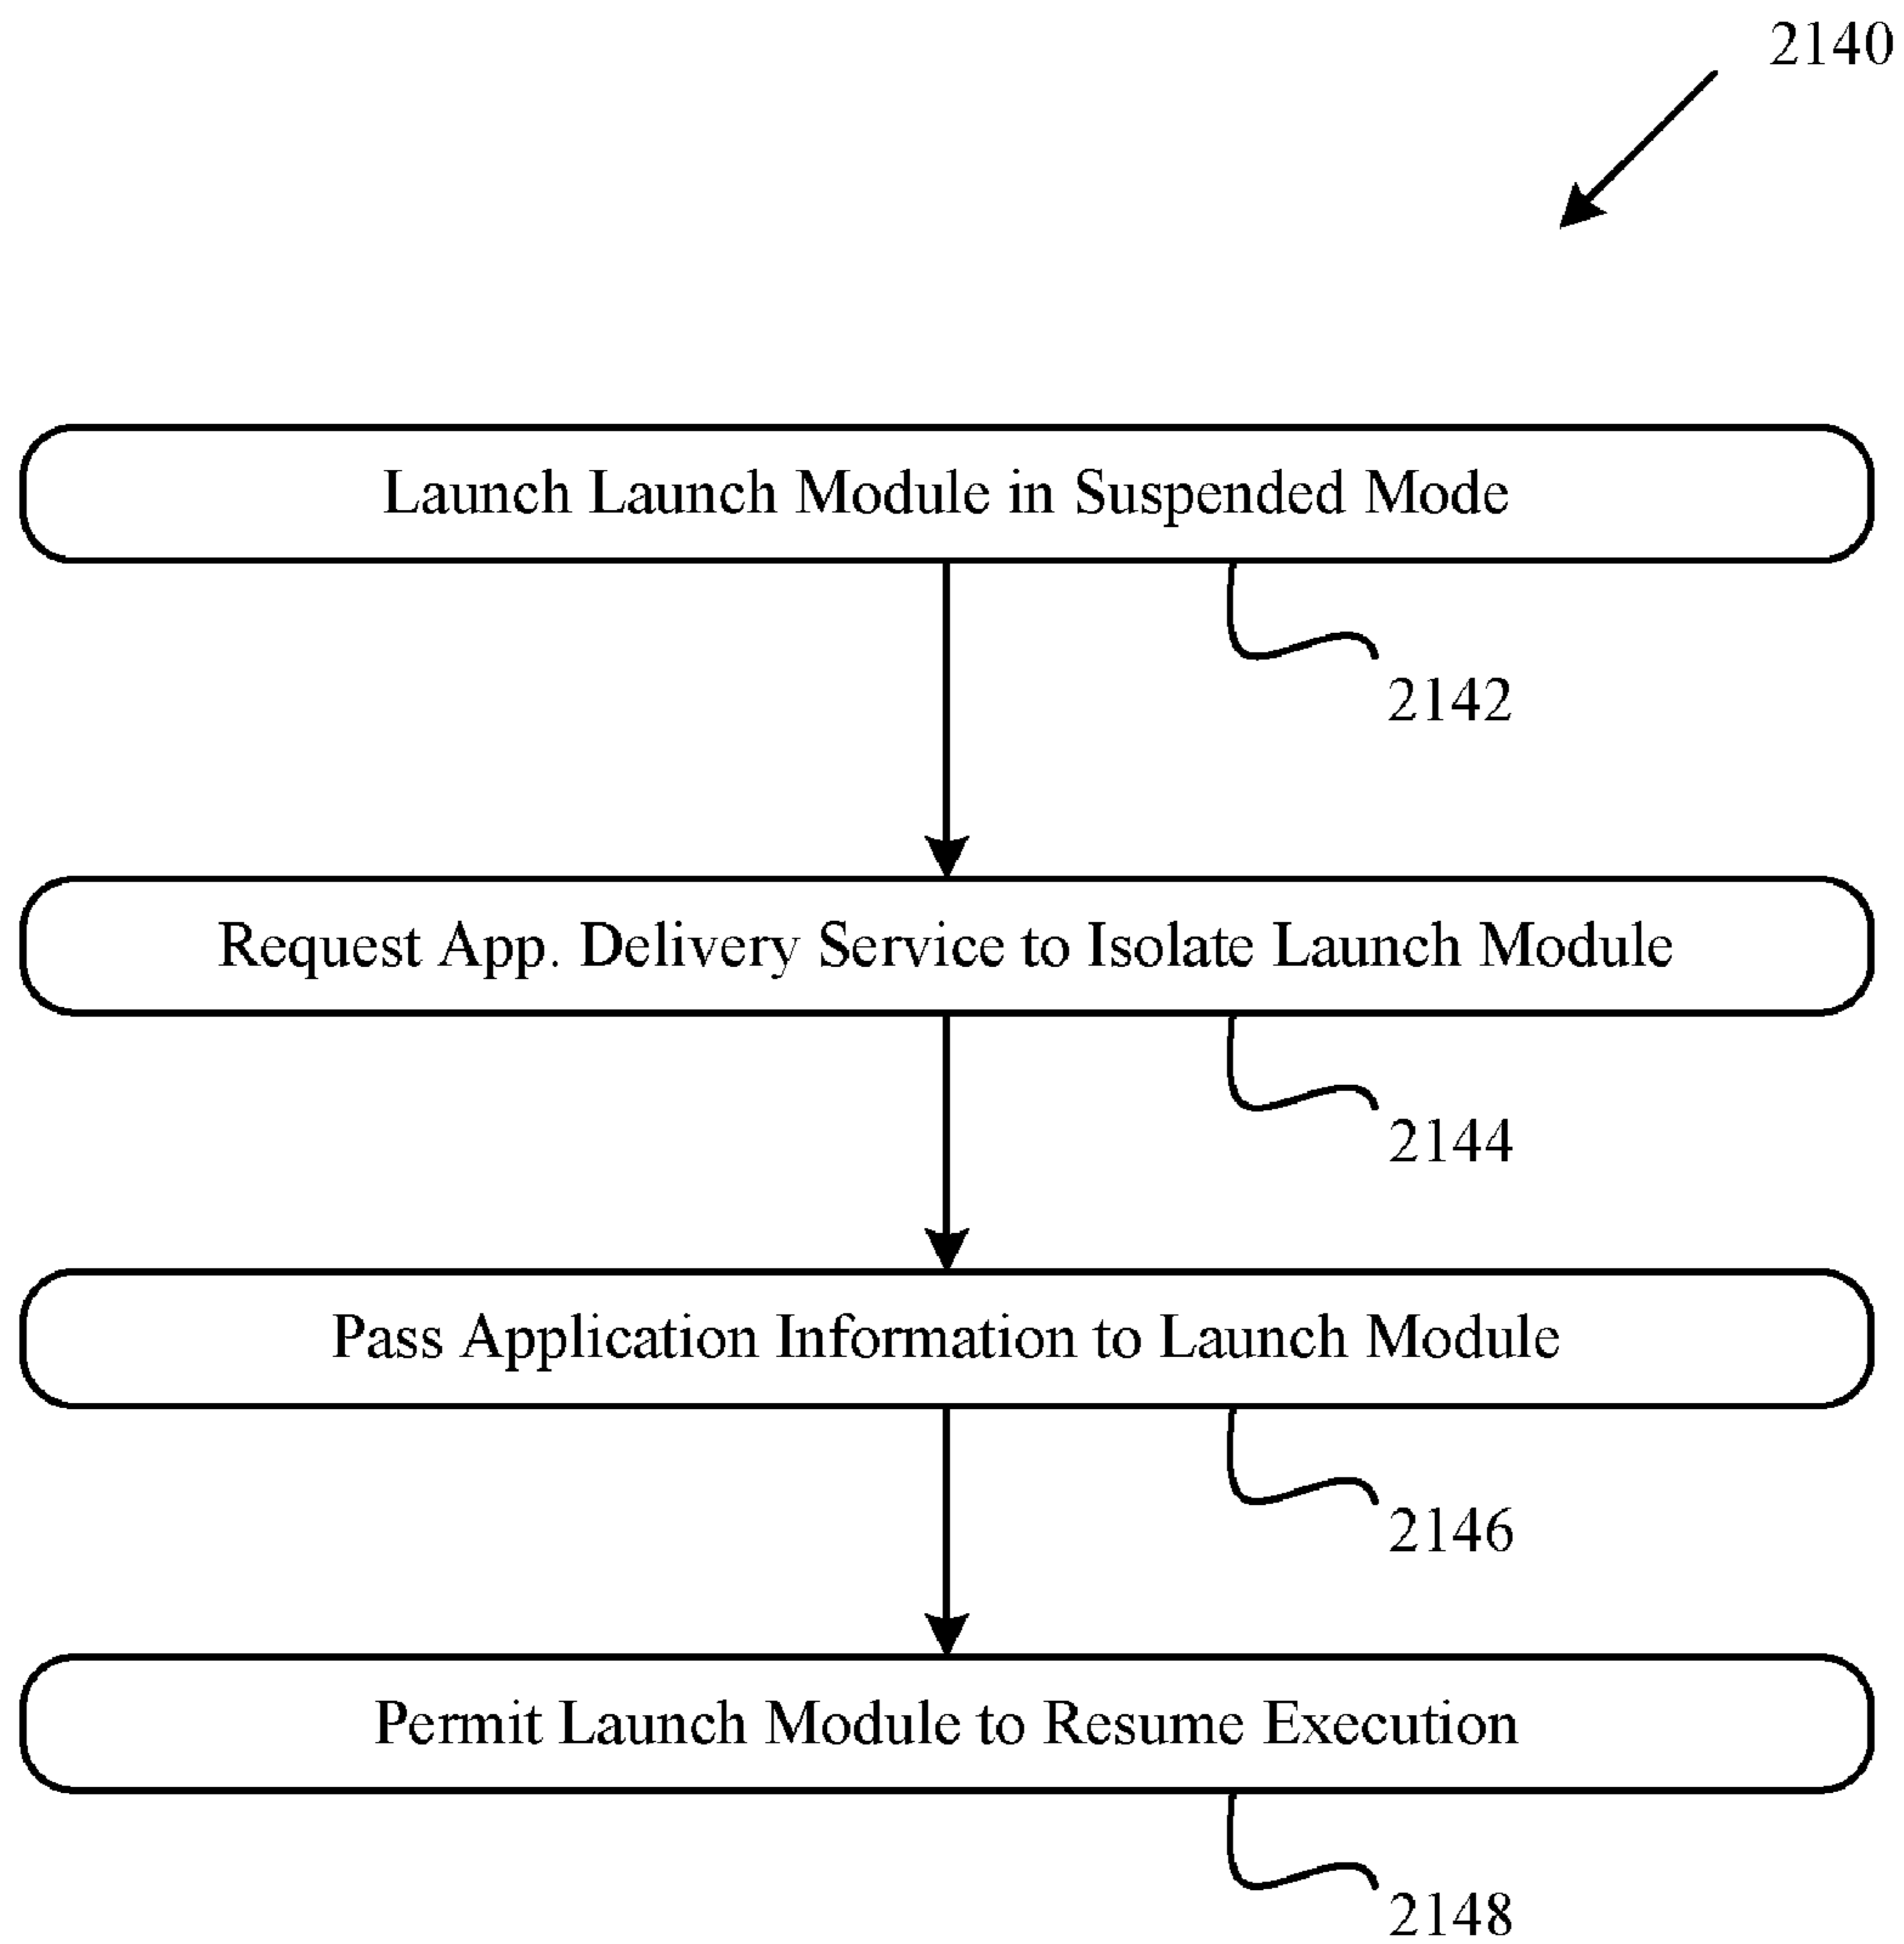 2140
Launch Launch Module in Suspended Mode
2142
Request App. Delivery Service to Isolate Launch Module
2144
Pass Application Information to Launch Module
2146
Permit Launch Module to Resume Execution
2148